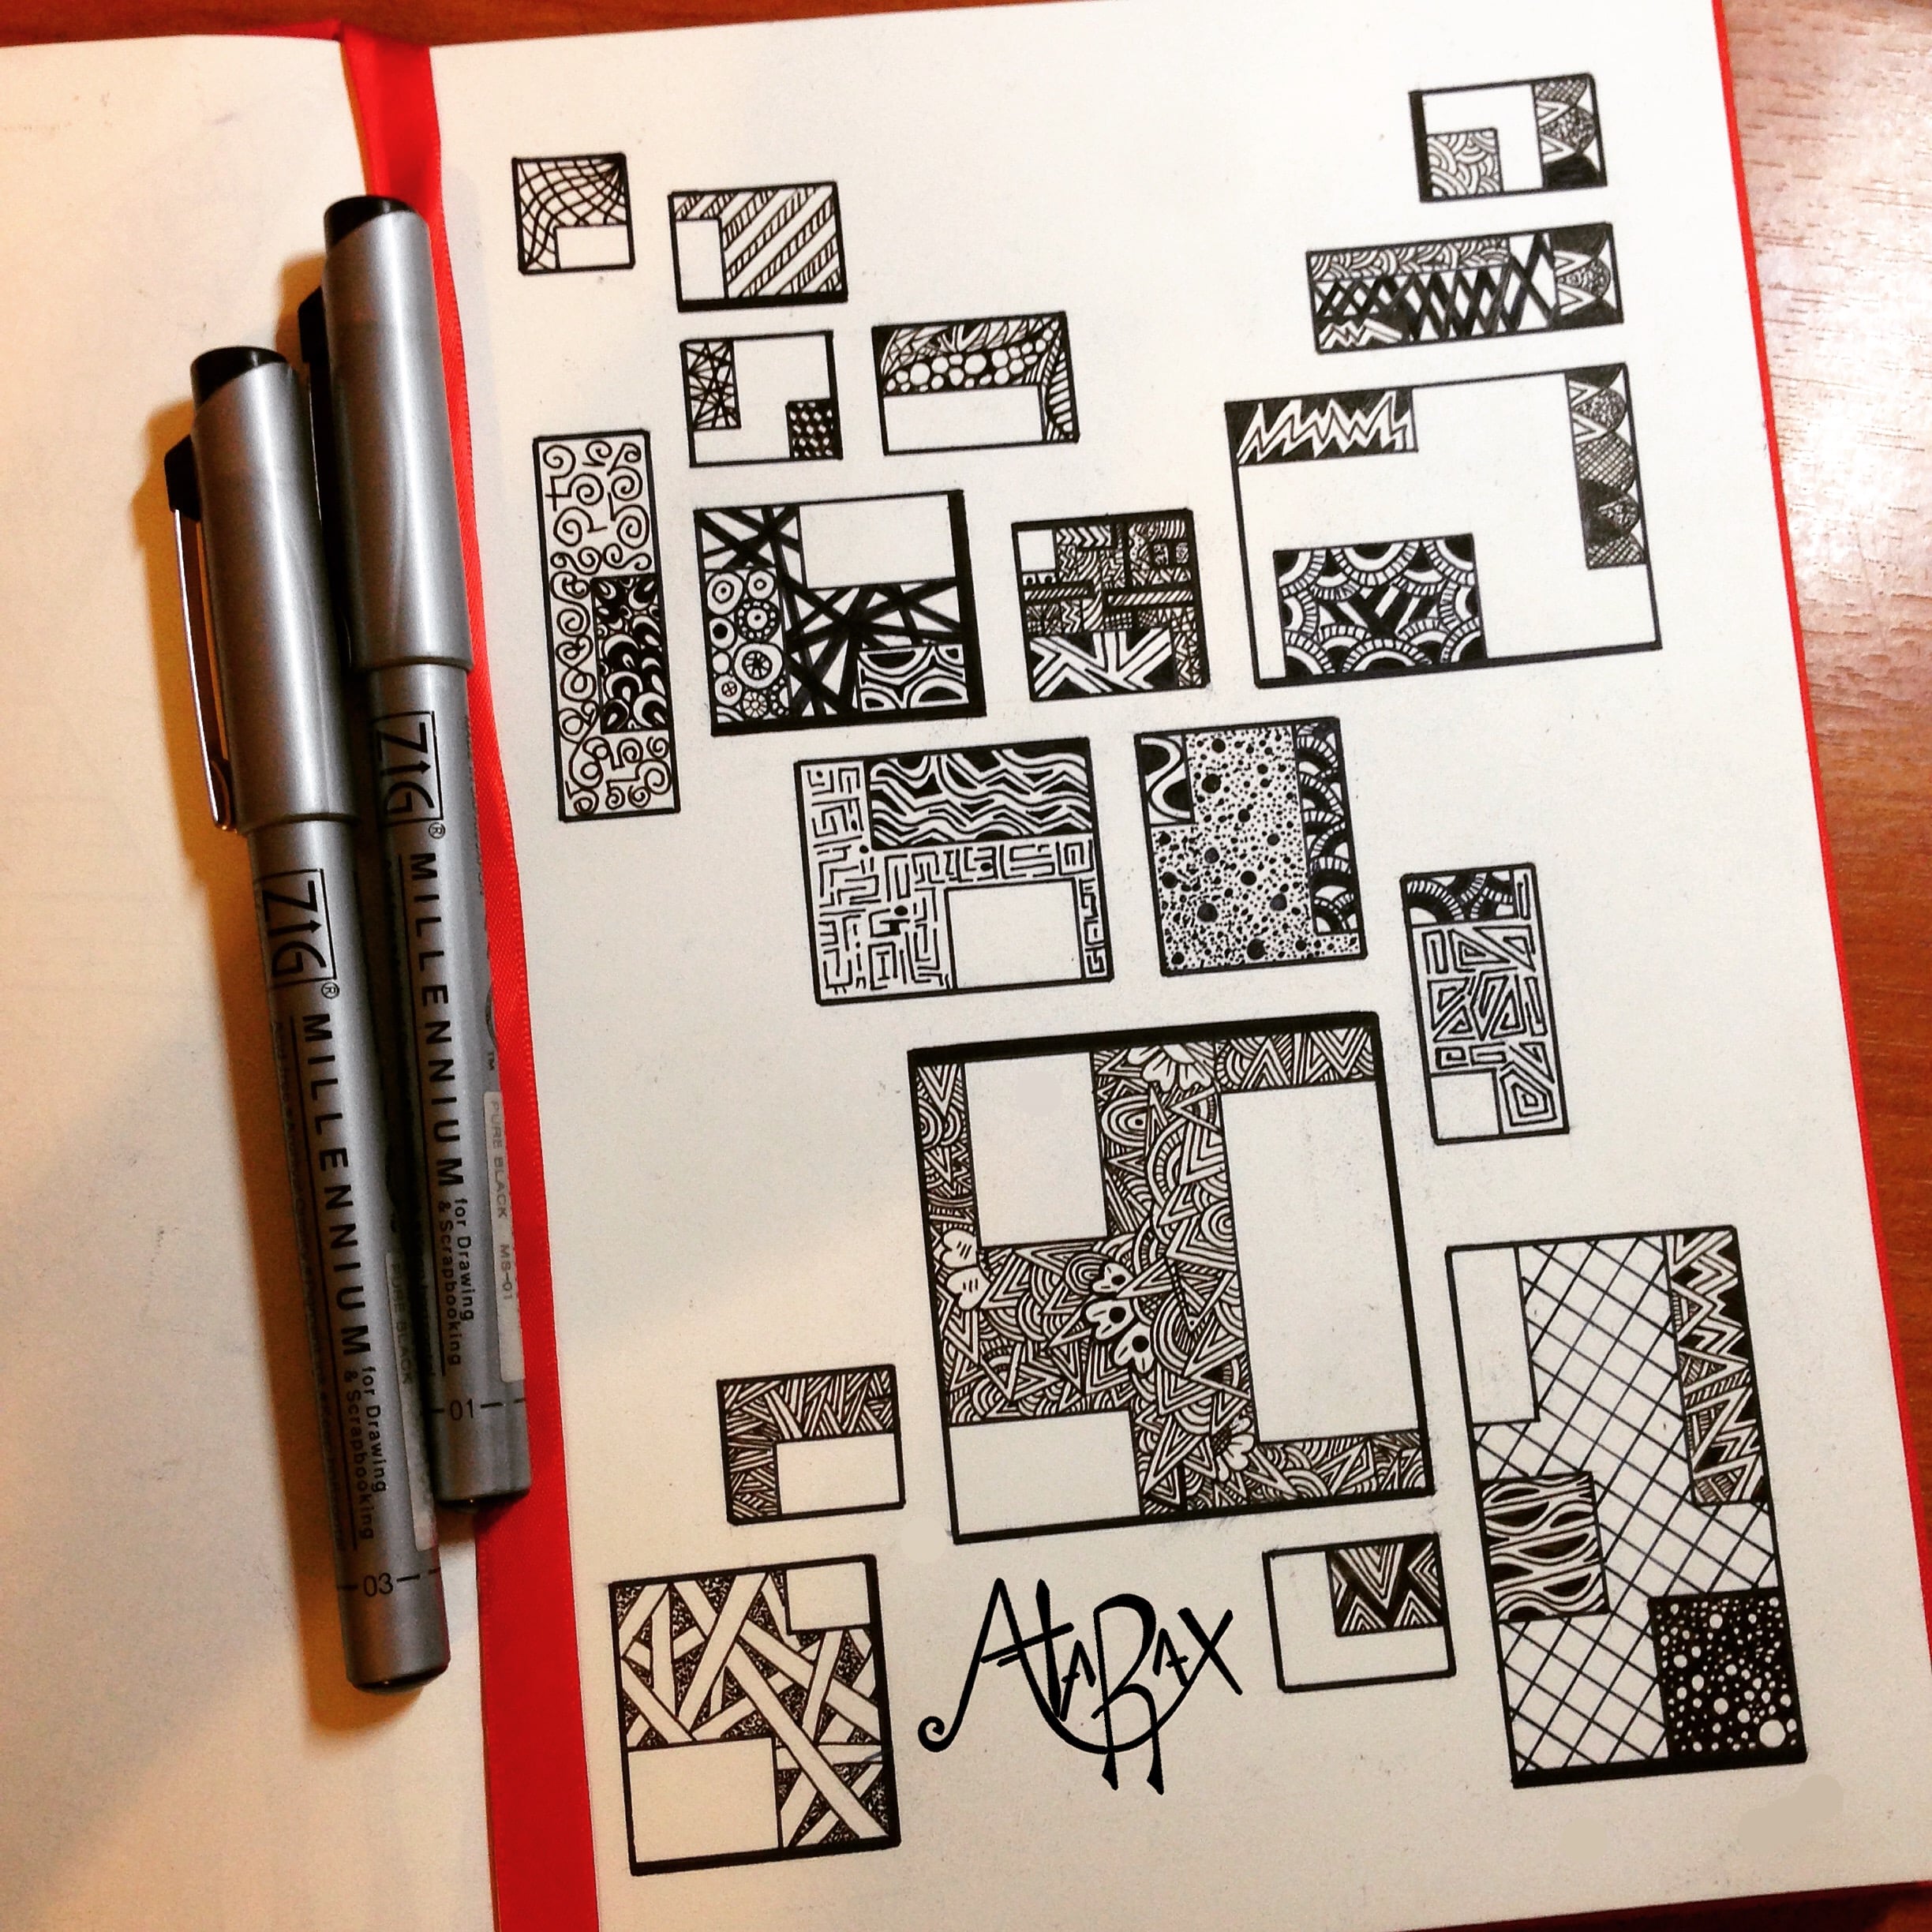 ZIG® MILLENNIUM for Drawing & Scrapbooking
03
PURE BLACK
ZIG® MILLENNIUM for Drawing & Scrapbooking
01
PURE BLACK MS-01
AtaRax